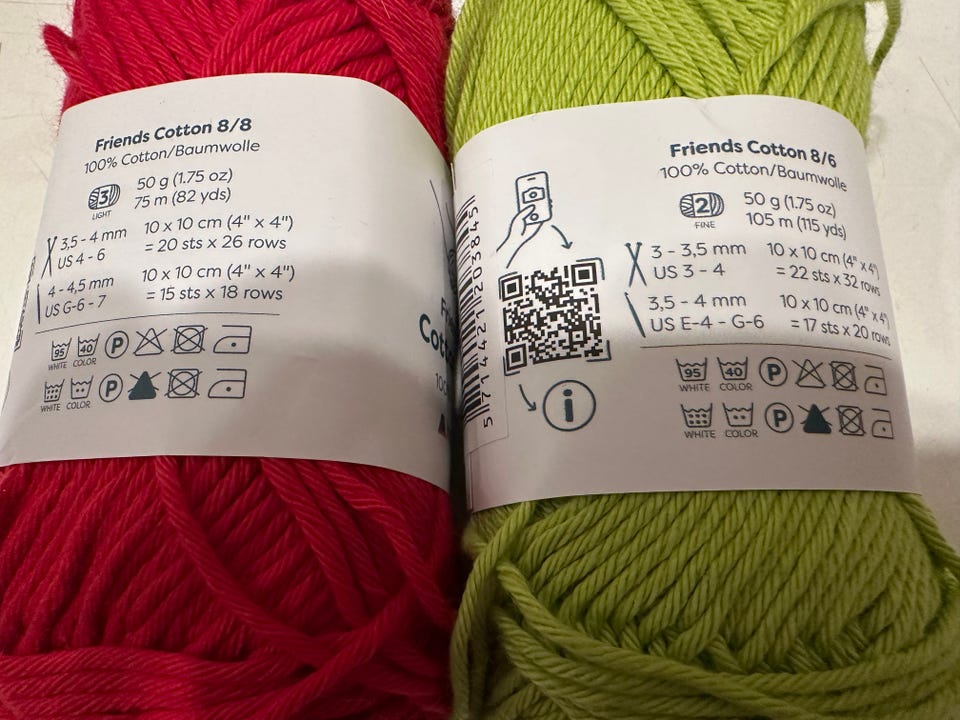 Friends Cotton 8/8
100% Cotton/Baumwolle
3
LIGHT
50 g (1.75 oz)
75 m (82 yds)
3,5 - 4 mm
US 4 - 6
10 x 10 cm (4" x 4")
= 20 sts x 26 rows
4 - 4,5 mm
US G-6 - 7
10 x 10 cm (4" x 4")
= 15 sts x 18 rows
95 40 P
WHITE COLOR
P
WHITE COLOR
5714421203845
i
Friends Cotton 8/6
100% Cotton/Baumwolle
2
FINE
50 g (1.75 oz)
105 m (115 yds)
3 - 3,5 mm
US 3 - 4
10 x 10 cm (4" x 4")
= 22 sts x 32 rows
3,5 - 4 mm
US E-4 - G-6
10 x 10 cm (4" x 4")
= 17 sts x 20 rows
95 40 P
WHITE COLOR
P
WHITE COLOR